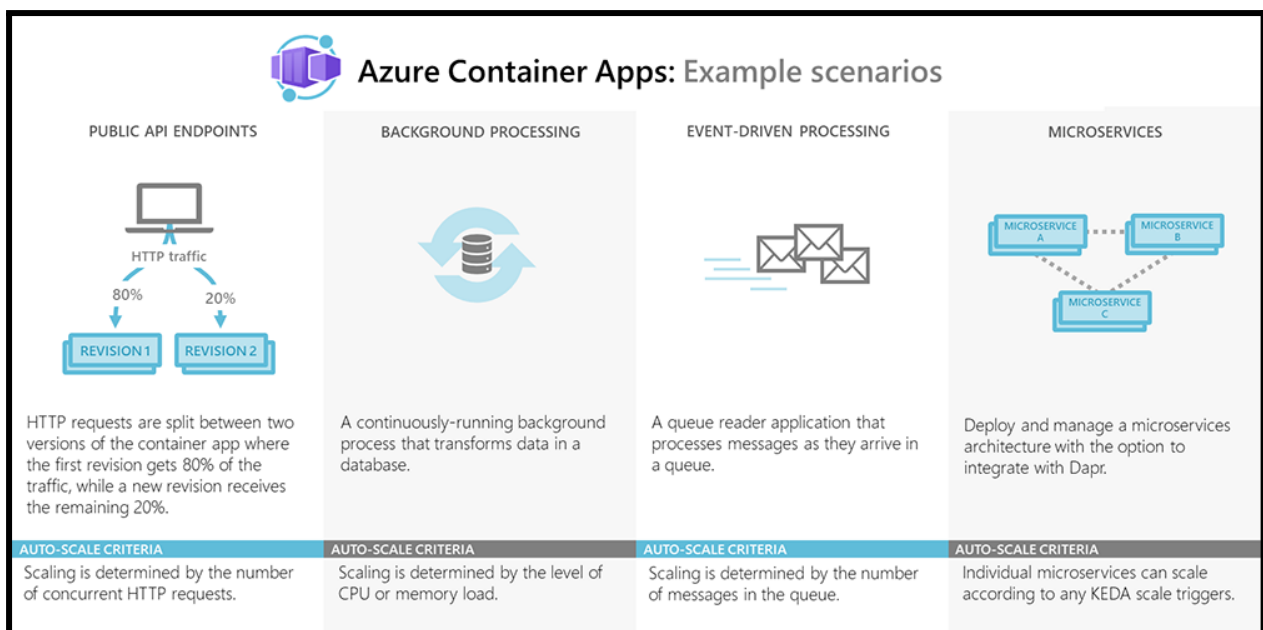 Azure Container Apps: Example scenarios
PUBLIC API ENDPOINTS
HTTP traffic
80%
20%
REVISION 1
REVISION 2
HTTP requests are split between two
versions of the container app where
the first revision gets 80% of the
traffic, while a new revision receives
the remaining 20%.
AUTO-SCALE CRITERIA
Scaling is determined by the number
of concurrent HTTP requests.
BACKGROUND PROCESSING
A continuously-running background
process that transforms data in a
database.
AUTO-SCALE CRITERIA
Scaling is determined by the level of
CPU or memory load.
EVENT-DRIVEN PROCESSING
A queue reader application that
processes messages as they arrive in
a queue.
AUTO-SCALE CRITERIA
Scaling is determined by the number
of messages in the queue.
MICROSERVICES
MICROSERVICE
A
MICROSERVICE
B
MICROSERVICE
C
Deploy and manage a microservices
architecture with the option to
integrate with Dapr.
AUTO-SCALE CRITERIA
Individual microservices can scale
according to any KEDA scale triggers.